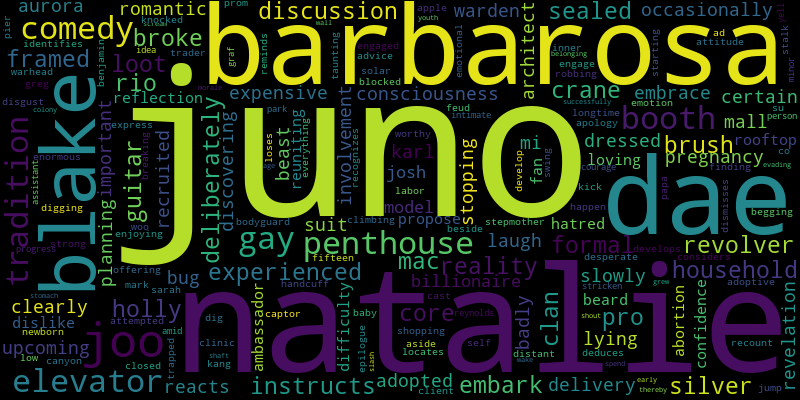 aurora
romantic
knocked
prom
wall
discussion
apple
youth
warden
sealed
occasionally
comedy
broke
identifies
idea
trader
barbarosa
pier
framed
loot
rio
reflection
benjamin
warhead
greg
disgust
colony
blake
tradition
important
planning
guitar
express
enormous
assistant
digging
enjoying
progress
strong
recruited
breaking
juno
deliberately
discovering
expensive
consciousness
reminds
taunting
graf
engaged
advice
solar
blocked
emotional
ad
attitude
starting
architect
inner
belonging
engage
robbing
stalk
minor
yell
crane
embrace
certain
successfully
emotion
su
person
longtime
apology
booth
mall
co
rooftop
dressed
brush
pregnancy
loving
finding
evading
park
feud
intimate
beast
loses
returning
everything
involvement
worthy
recognizes
karl
josh
labor
model
propose
stopping
mi
fan
develop
swing
courage
kick
happen
hatred
dae
papa
dismisses
begging
age
bodyguard
climbing
beside
stepmother
gay
suit
fifteen
penthouse
laugh
formal
develops
considers
revolver
mac
reality
desperate
household
experienced
billionaire
slowly
stricken
grew
adoptive
offering
bug
mark
sarah
handcuff
cast
reynolds
core
badly
beard
shout
confidence
abortion
clearly
newborn
dislike
holly
attempted
amid
dig
ambassador
captor
difficulty
baby
epilogue
shopping
natalie
self
clan
pro
lying
recount
revelation
upcoming
low
canyon
joo
closed
trapped
clinic
kang
shaft
aside
locates
slash
distant
deduces
stomach
elevator
reacts
instructs
adopted
client
embark
make
delivery
spend
early
thereby
silver
jump